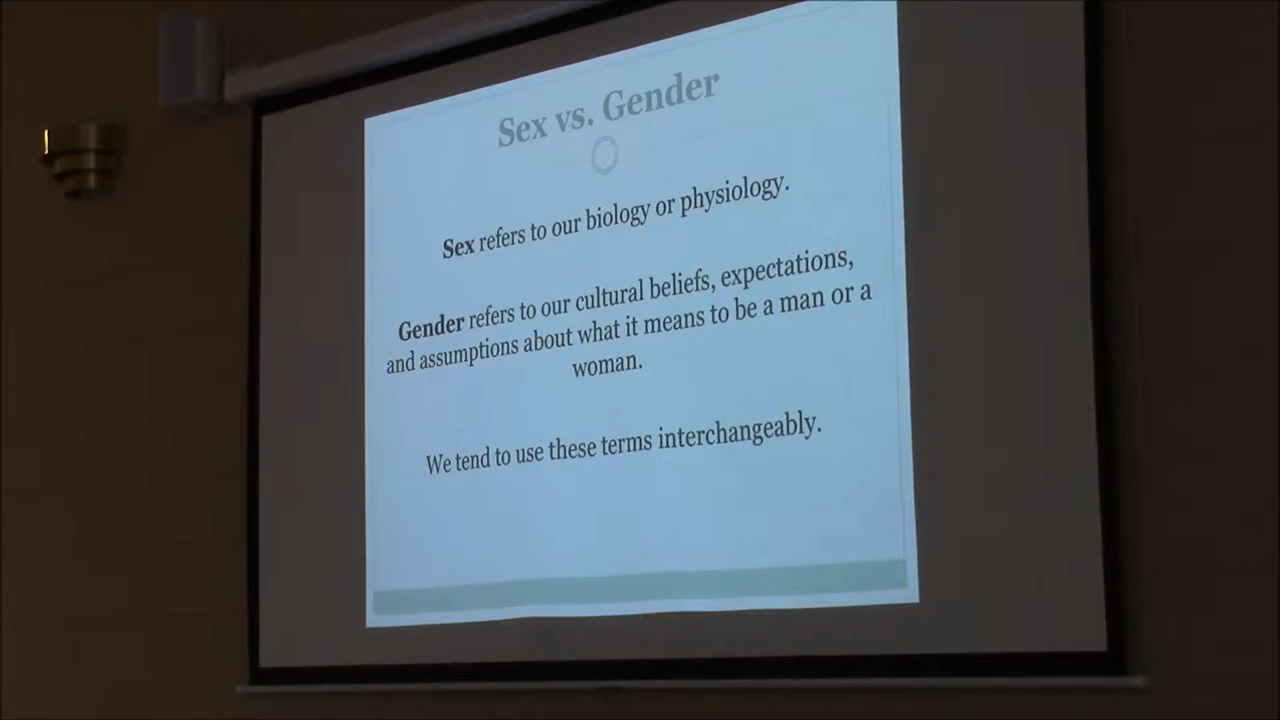 Sex vs. Gender
Sex refers to our biology or physiology.
Gender refers to our cultural beliefs, expectations,
and assumptions about what it means to be a man or a
woman.
We tend to use these terms interchangeably.